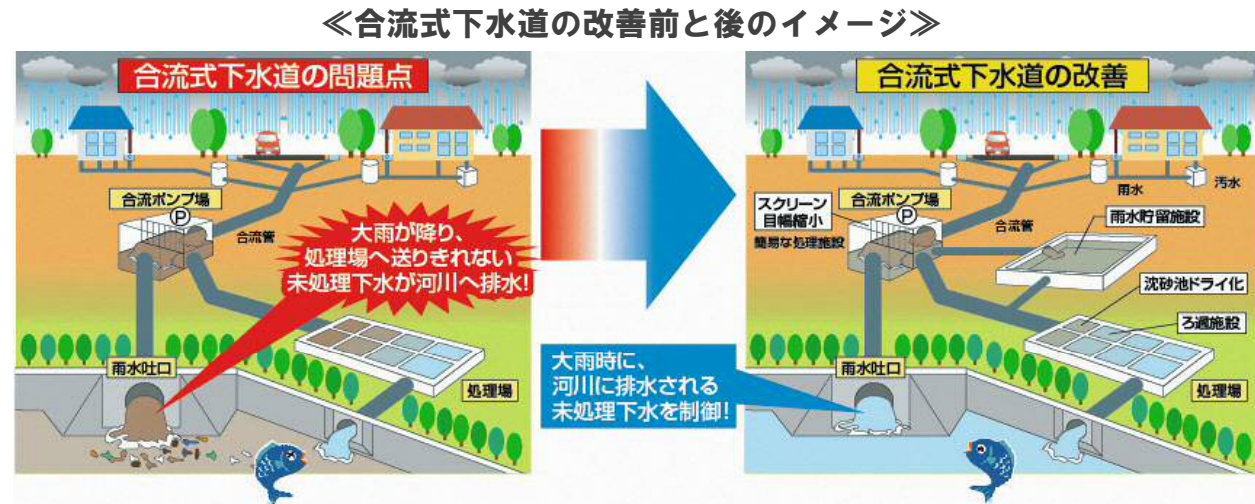 ≪合流式下水道の改善前と後のイメージ≫
合流式下水道の問題点
合流ポンプ場
P
合流管
大雨が降り、
処理場へ送りきれない
未処理下水が河川へ排水!
雨水吐口
処理場
大雨時に、
河川に排水される
未処理下水を制御!
合流式下水道の改善
雨水
汚水
スクリーン
目幅縮小
簡易な処理施設
合流ポンプ場
P
合流管
雨水貯留施設
沈砂池ドライ化
ろ過施設
雨水吐口
処理場